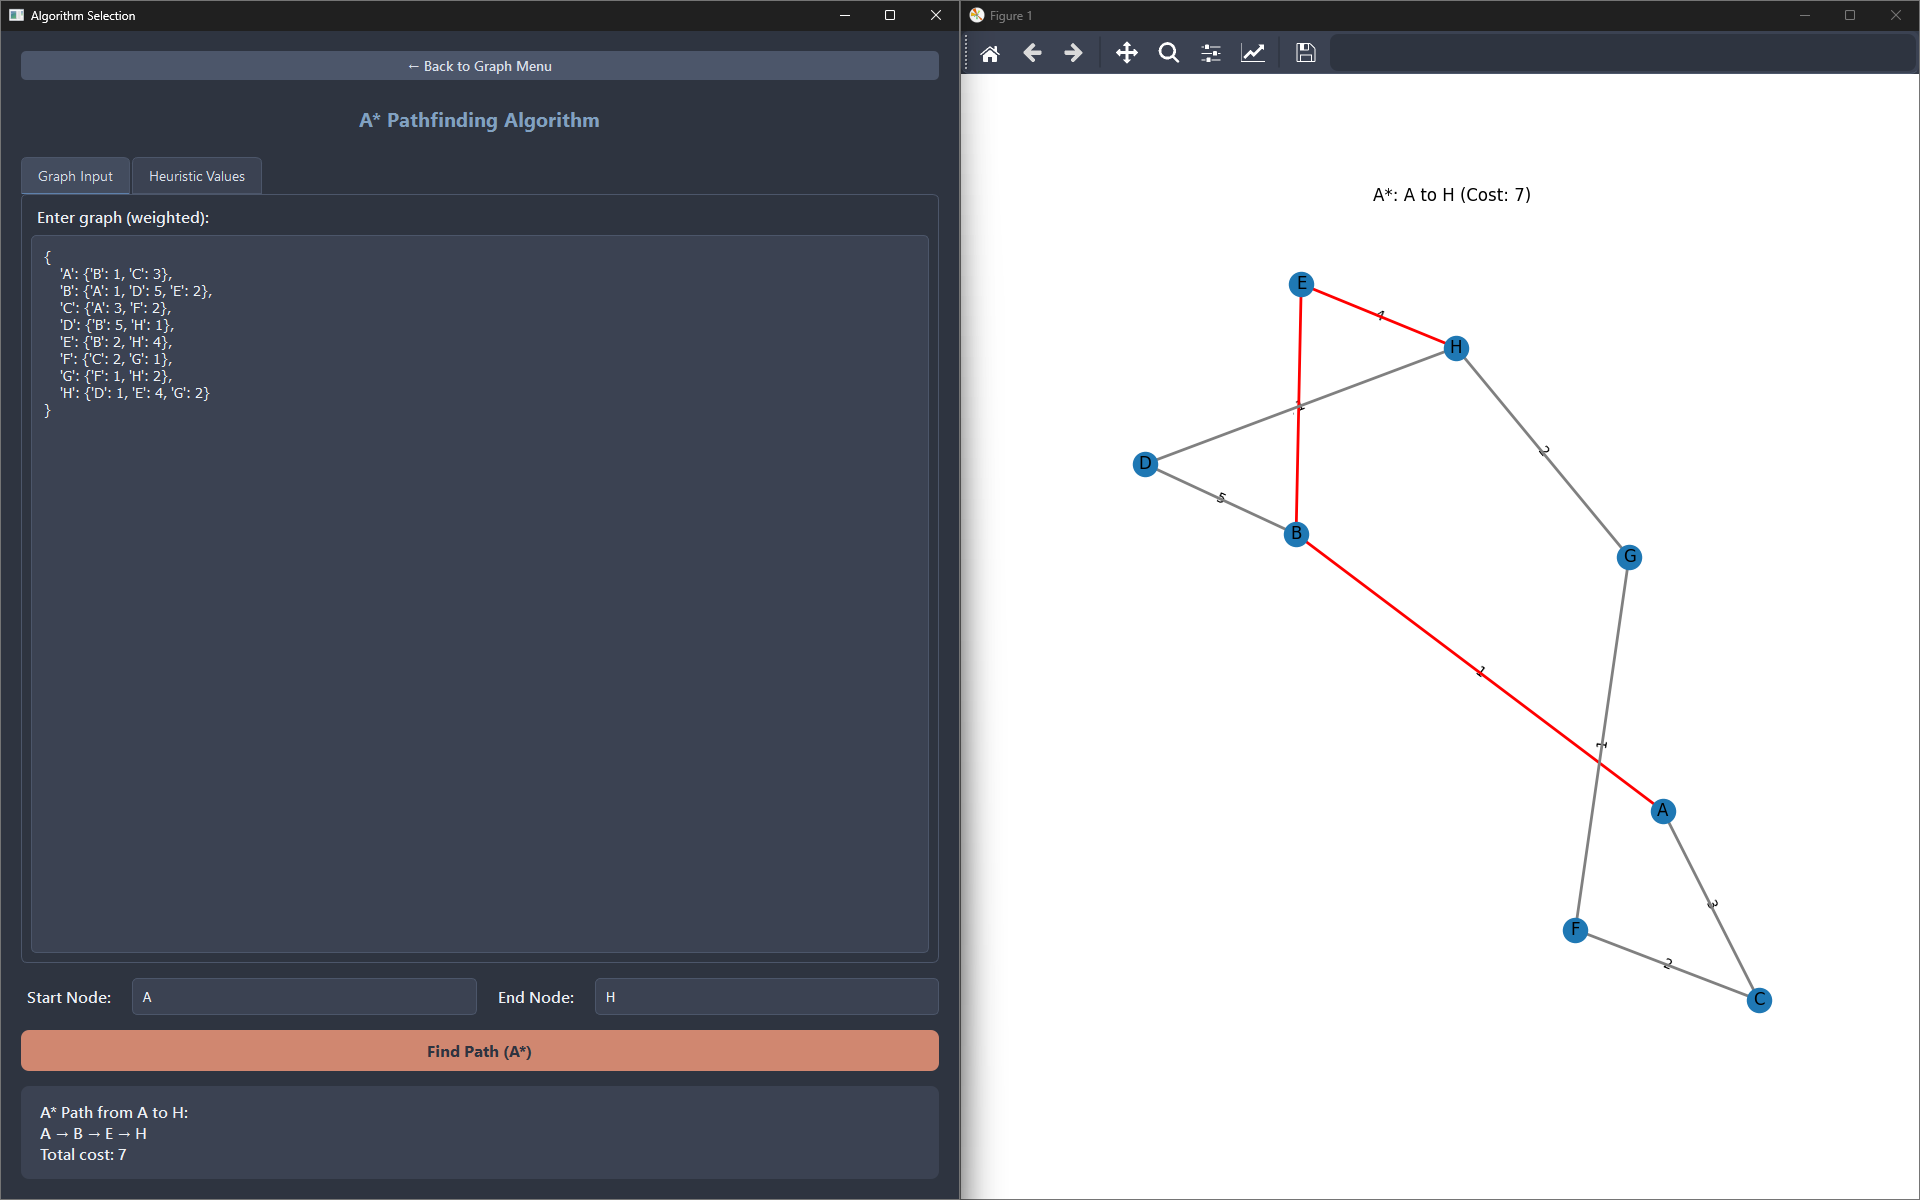 Algorithm Selection
← Back to Graph Menu
A* Pathfinding Algorithm
Graph Input
Heuristic Values
Enter graph (weighted):
{
'A': {'B': 1, 'C': 3},
'B': {'A': 1, 'D': 5, 'E': 2},
'C': {'A': 3, 'F': 2},
'D': {'B': 5, 'H': 1},
'E': {'B': 2, 'H': 4},
'F': {'C': 2, 'G': 1},
'G': {'F': 1, 'H': 2},
'H': {'D': 1, 'E': 4, 'G': 2}
}
Start Node:
A
End Node:
H
Find Path (A*)
A* Path from A to H:
A → B → E → H
Total cost: 7
Figure 1
A*: A to H (Cost: 7)
E
4
H
2
D
5
B
G
1
1
A
3
F
2
C